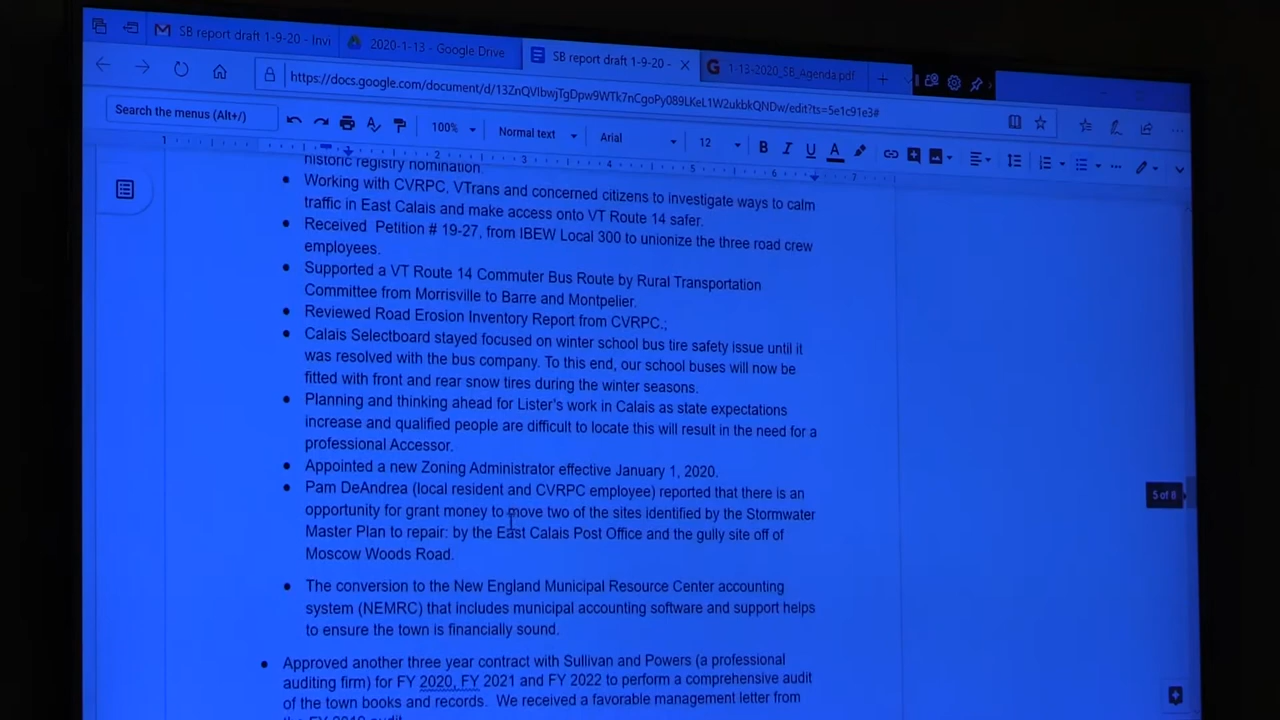 SB report draft 1-9-20 - Invi
2020-1-13 - Google Drive
SB report draft 1-9-20 -
1-13-2020_SB_Agenda.pdf
https://docs.google.com/document/d/13ZnQVlbwjTgDpw9WTk7nCgoPy089LKeL1W2ukbkQNDw/edit?ts=5e1c91e3#
Search the menus (Alt+/)
100%
Normal text
Arial
12
B I U A
1 1 2 3 4 5 6 7
historic registry nomination.
Working with CVRPC, VTrans and concerned citizens to investigate ways to calm
traffic in East Calais and make access onto VT Route 14 safer.
Received Petition # 19-27, from IBEW Local 300 to unionize the three road crew
employees.
Supported a VT Route 14 Commuter Bus Route by Rural Transportation
Committee from Morrisville to Barre and Montpelier.
Reviewed Road Erosion Inventory Report from CVRPC.;
Calais Selectboard stayed focused on winter school bus tire safety issue until it
was resolved with the bus company. To this end, our school buses will now be
fitted with front and rear snow tires during the winter seasons.
Planning and thinking ahead for Lister's work in Calais as state expectations
increase and qualified people are difficult to locate this will result in the need for a
professional Accessor.
Appointed a new Zoning Administrator effective January 1, 2020.
Pam DeAndrea (local resident and CVRPC employee) reported that there is an
opportunity for grant money to move two of the sites identified by the Stormwater
Master Plan to repair: by the East Calais Post Office and the gully site off of
Moscow Woods Road.
5 of 8
The conversion to the New England Municipal Resource Center accounting
system (NEMRC) that includes municipal accounting software and support helps
to ensure the town is financially sound.
Approved another three year contract with Sullivan and Powers (a professional
auditing firm) for FY 2020, FY 2021 and FY 2022 to perform a comprehensive audit
of the town books and records. We received a favorable management letter from
the FY 2019 audit